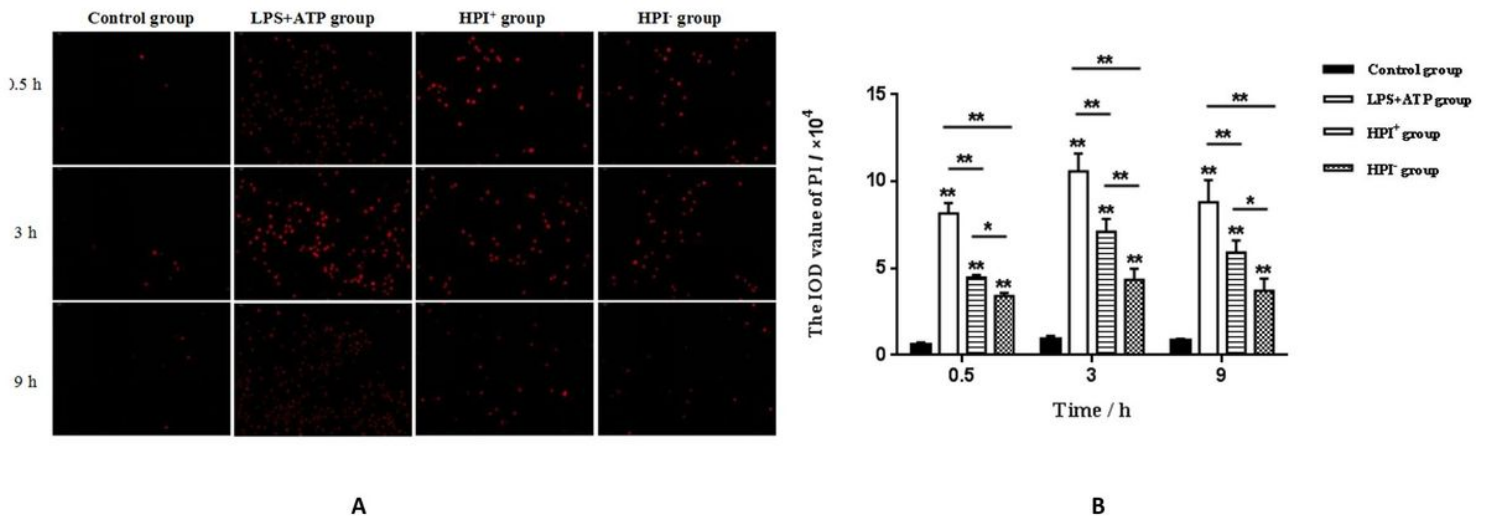 Control group LPS+ATP group HPI⁺ group HPI⁻ group
0.5 h
3 h
9 h
A
The IOD value of PI / ×10⁴
15
10
5
0
** ** ** ** ** *
** ** ** ** ** **
** ** ** ** ** *
0.5 3 9
Time / h
Control group
LPS+ATP group
HPI⁺ group
HPI⁻ group
B